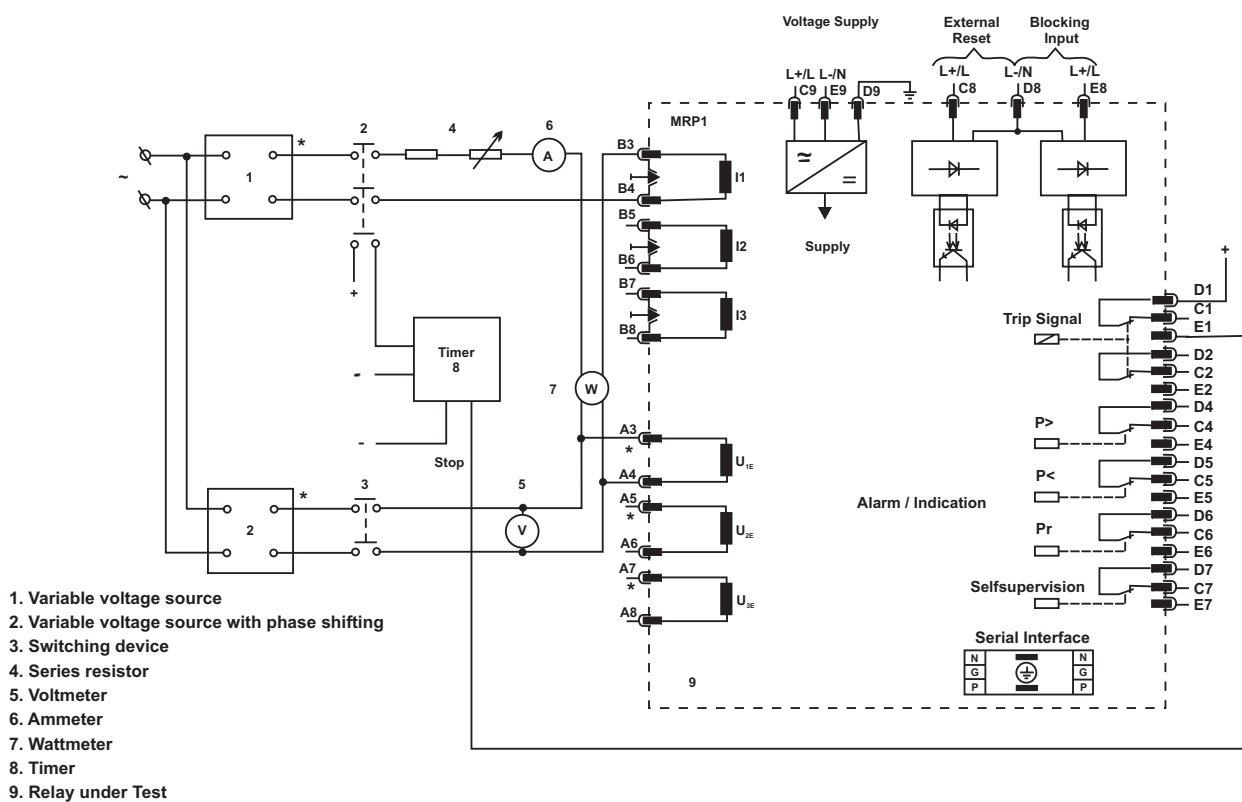 Voltage Supply
External
Reset
Blocking
Input
L+/L L-/N
C9 E9 D9
L+/L
C8
L-/N
D8
L+/L
E8
MRP1
*
2
4
6
A
1
~
+
B3
B4
B5
B6
B7
B8
I1
I2
I3
≂
=
Supply
+
D1
C1
E1
D2
C2
E2
D4
C4
E4
D5
C5
E5
D6
C6
E6
D7
C7
E7
Trip Signal
P>
P<
Pr
Selfsupervision
Alarm / Indication
Timer
8
-
-
Stop
7
W
A3
*
A4
A5
*
A6
A7
*
A8
U1E
U2E
U3E
*
3
5
V
2
9
Serial Interface
N
G
P
N
G
P
1. Variable voltage source
2. Variable voltage source with phase shifting
3. Switching device
4. Series resistor
5. Voltmeter
6. Ammeter
7. Wattmeter
8. Timer
9. Relay under Test